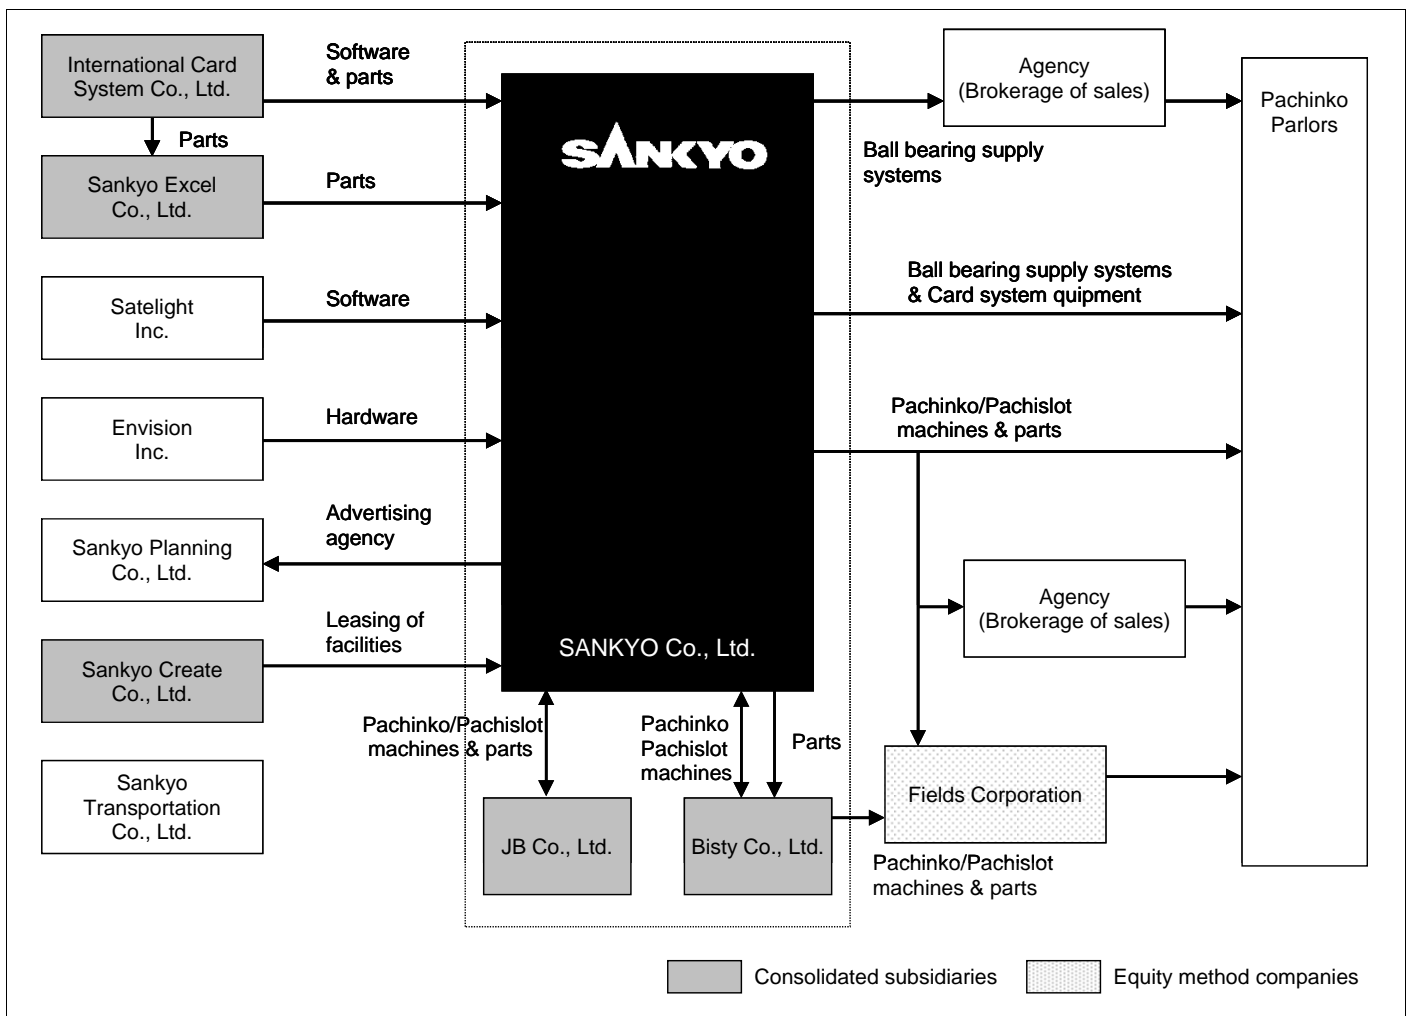 International Card
System Co., Ltd.
Software
& parts
Parts
Sankyo Excel
Co., Ltd.
Parts
Satelight
Inc.
Software
Envision
Inc.
Hardware
Sankyo Planning
Co., Ltd.
Advertising
agency
Sankyo Create
Co., Ltd.
Leasing of
facilities
Sankyo
Transportation
Co., Ltd.
SANKYO
SANKYO Co., Ltd.
Pachinko/Pachislot
machines & parts
JB Co., Ltd.
Pachinko
Pachislot
machines
Parts
Bisty Co., Ltd.
Agency
(Brokerage of sales)
Ball bearing supply
systems
Ball bearing supply systems
& Card system quipment
Pachinko/Pachislot
machines & parts
Agency
(Brokerage of sales)
Fields Corporation
Pachinko/Pachislot
machines & parts
Pachinko
Parlors
Consolidated subsidiaries
Equity method companies